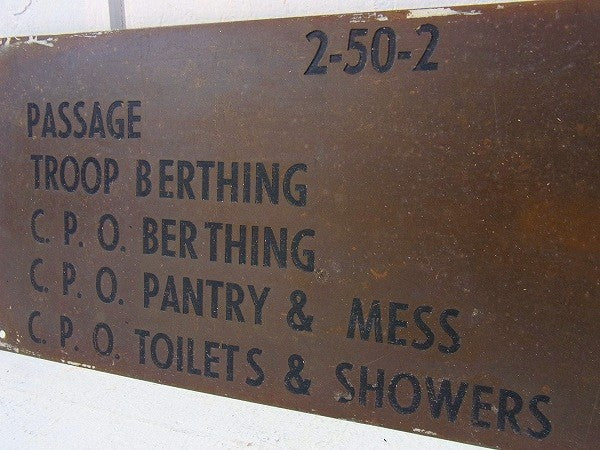 2-50-2
PASSAGE
TROOP BERTHING
C. P. O. BERTHING
C. P. O. PANTRY & MESS
C. P. O. TOILETS & SHOWERS